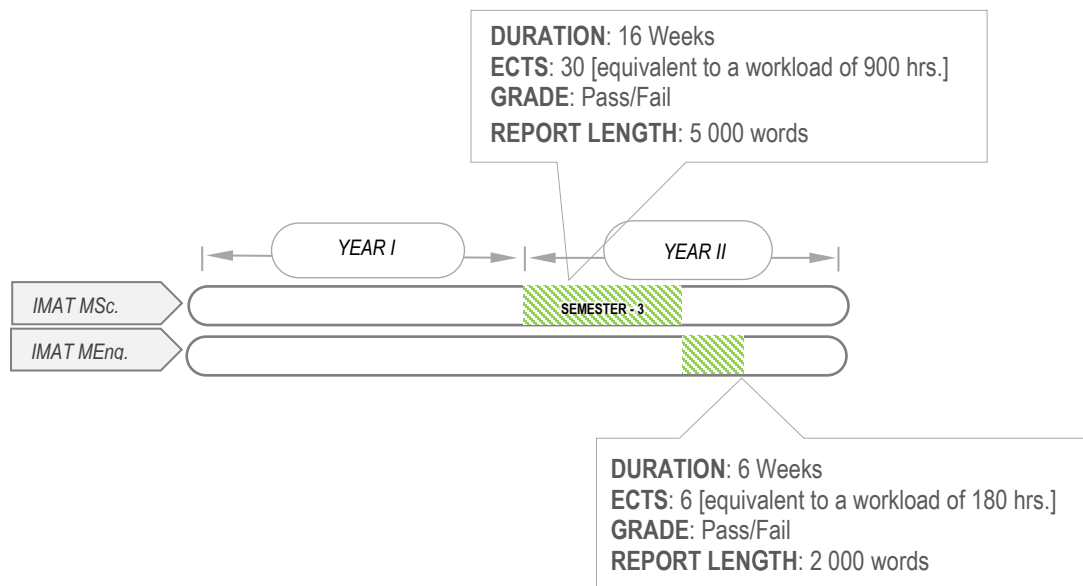 DURATION: 16 Weeks
ECTS: 30 [equivalent to a workload of 900 hrs.]
GRADE: Pass/Fail
REPORT LENGTH: 5 000 words
YEAR I
YEAR II
IMAT MSc.
SEMESTER - 3
IMAT MEng.
DURATION: 6 Weeks
ECTS: 6 [equivalent to a workload of 180 hrs.]
GRADE: Pass/Fail
REPORT LENGTH: 2 000 words